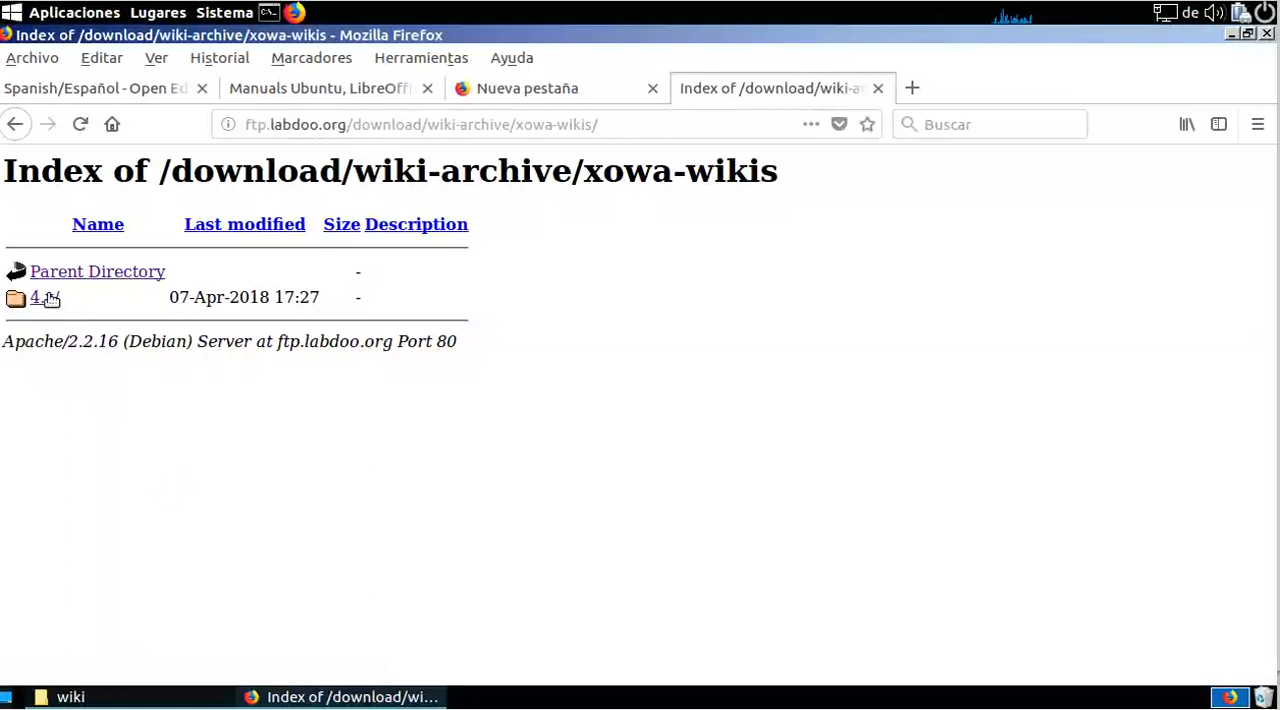 Aplicaciones Lugares Sistema de
Index of /download/wiki-archive/xowa-wikis - Mozilla Firefox
Archivo Editar Ver Historial Marcadores Herramientas Ayuda
Spanish/Español - Open Ed Manuals Ubuntu, LibreOffi Nueva pestaña Index of /download/wiki-ar
ftp.labdoo.org/download/wiki-archive/xowa-wikis/ Buscar
Index of /download/wiki-archive/xowa-wikis
Name Last modified Size Description
Parent Directory -
07-Apr-2018 17:27 -
Apache/2.2.16 (Debian) Server at ftp.labdoo.org Port 80
wiki Index of /download/wi...